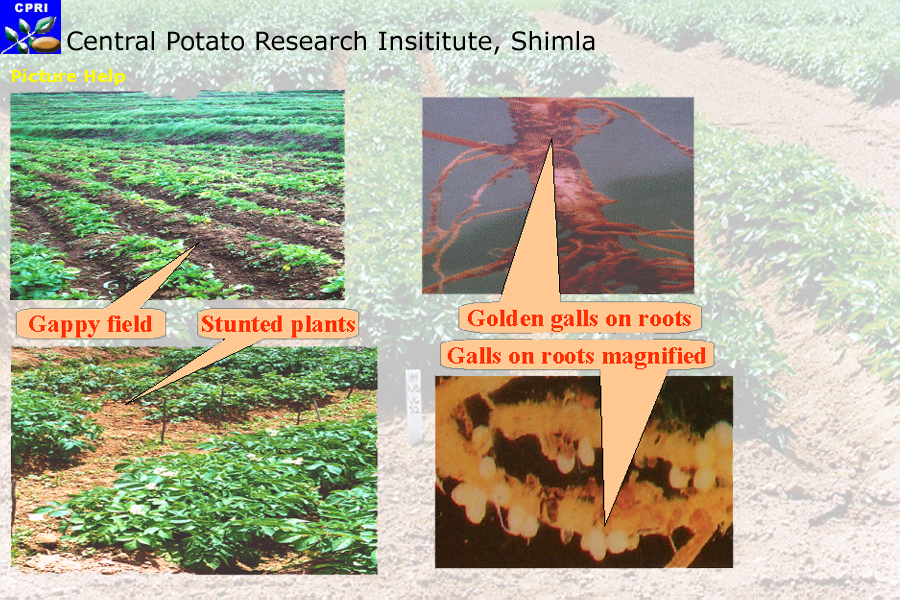 CPRI
Central Potato Research Insititute, Shimla
Picture Help
Gappy field
Stunted plants
Golden galls on roots
Galls on roots magnified